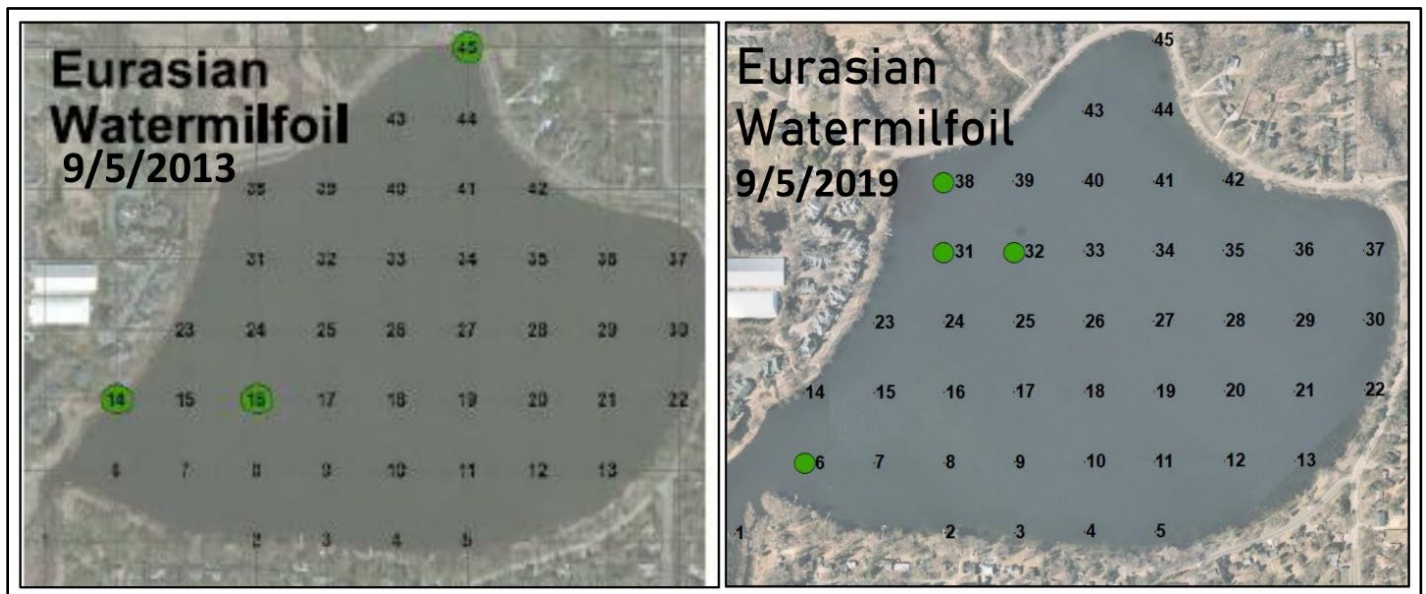 Eurasian
Watermilfoil
9/5/2013
45
43 44
38 39 40 41 42
31 32 33 34 35 36 37
23 24 25 26 27 28 29 30
14 15 16 17 18 19 20 21 22
6 7 8 9 10 11 12 13
1 2 3 4 5
Eurasian
Watermilfoil
9/5/2019
45
43 44
38 39 40 41 42
31 32 33 34 35 36 37
23 24 25 26 27 28 29 30
14 15 16 17 18 19 20 21 22
6 7 8 9 10 11 12 13
1 2 3 4 5